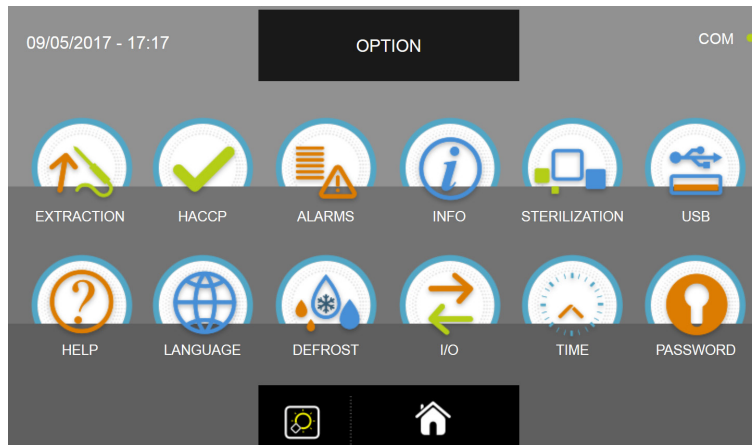 09/05/2017 - 17:17
OPTION
COM
EXTRACTION
HACCP
ALARMS
INFO
STERILIZATION
USB
HELP
LANGUAGE
DEFROST
I/O
TIME
PASSWORD